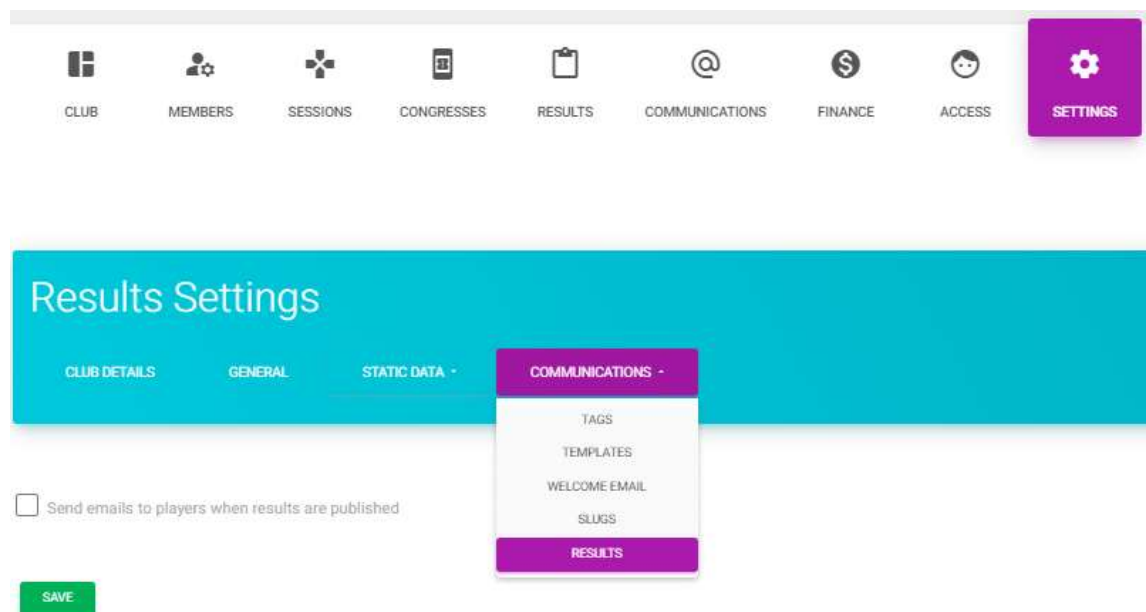 CLUB MEMBERS SESSIONS CONGRESSES RESULTS COMMUNICATIONS FINANCE ACCESS SETTINGS
Results Settings
CLUB DETAILS GENERAL STATIC DATA COMMUNICATIONS
TAGS
TEMPLATES
WELCOME EMAIL
SLUGS
RESULTS
Send emails to players when results are published
SAVE